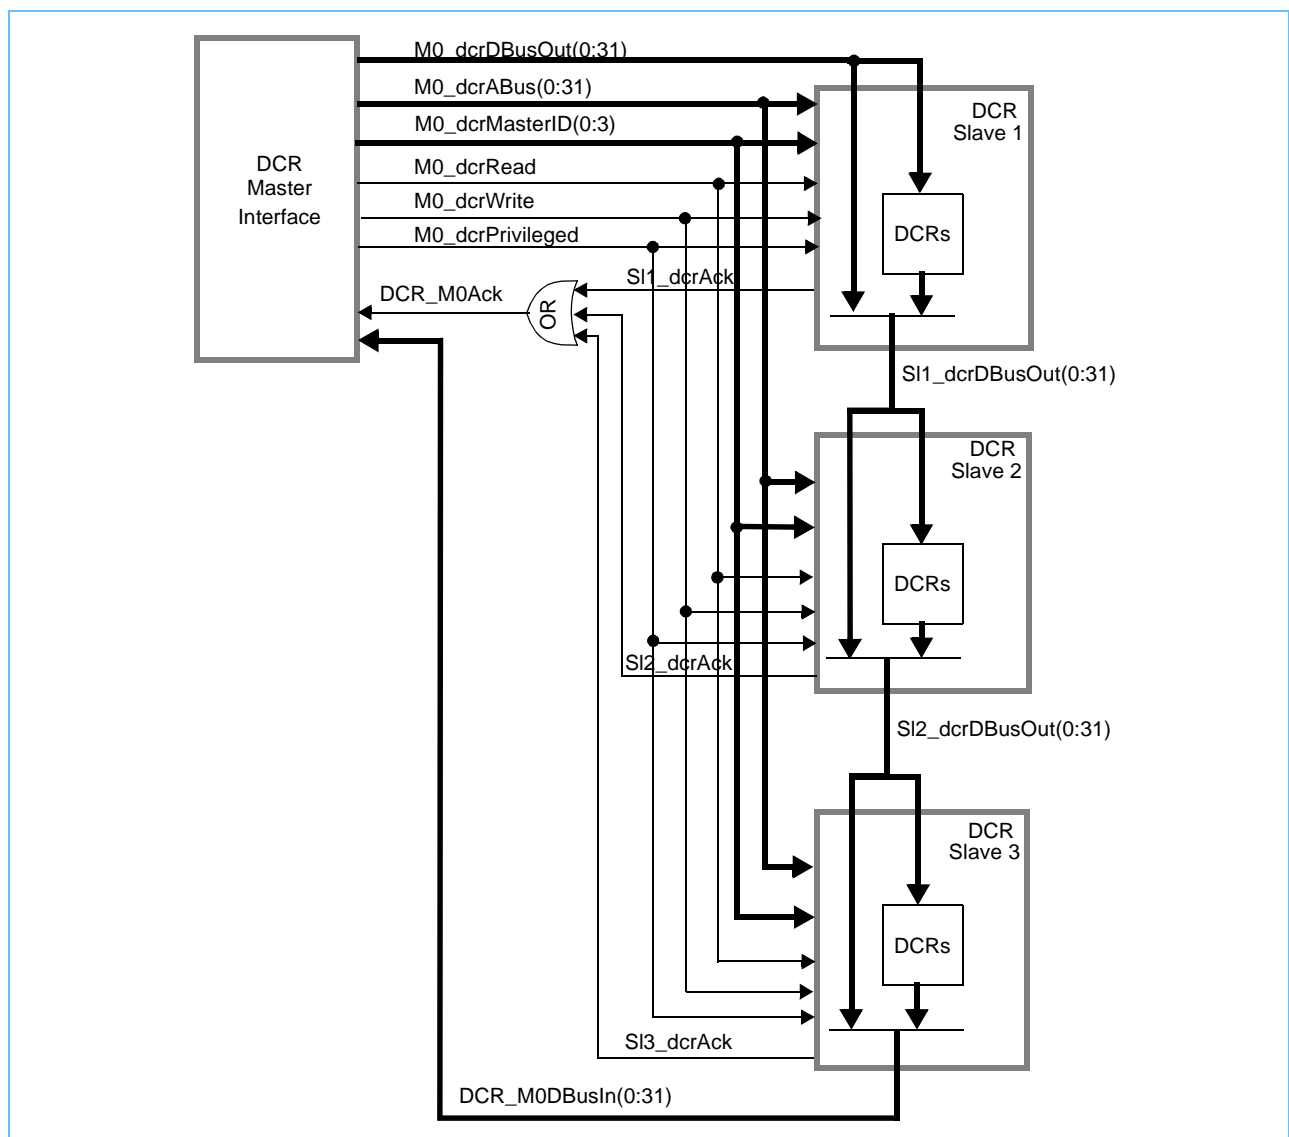 M0_dcrDBusOut(0:31)
M0_dcrABus(0:31)
M0_dcrMasterID(0:3)
M0_dcrRead
M0_dcrWrite
M0_dcrPrivileged
DCR
Master
Interface
DCR
Slave 1
DCRs
Sl1_dcrAck
DCR_M0Ack
OR
Sl1_dcrDBusOut(0:31)
DCR
Slave 2
DCRs
Sl2_dcrAck
Sl2_dcrDBusOut(0:31)
DCR
Slave 3
DCRs
Sl3_dcrAck
DCR_M0DBusIn(0:31)